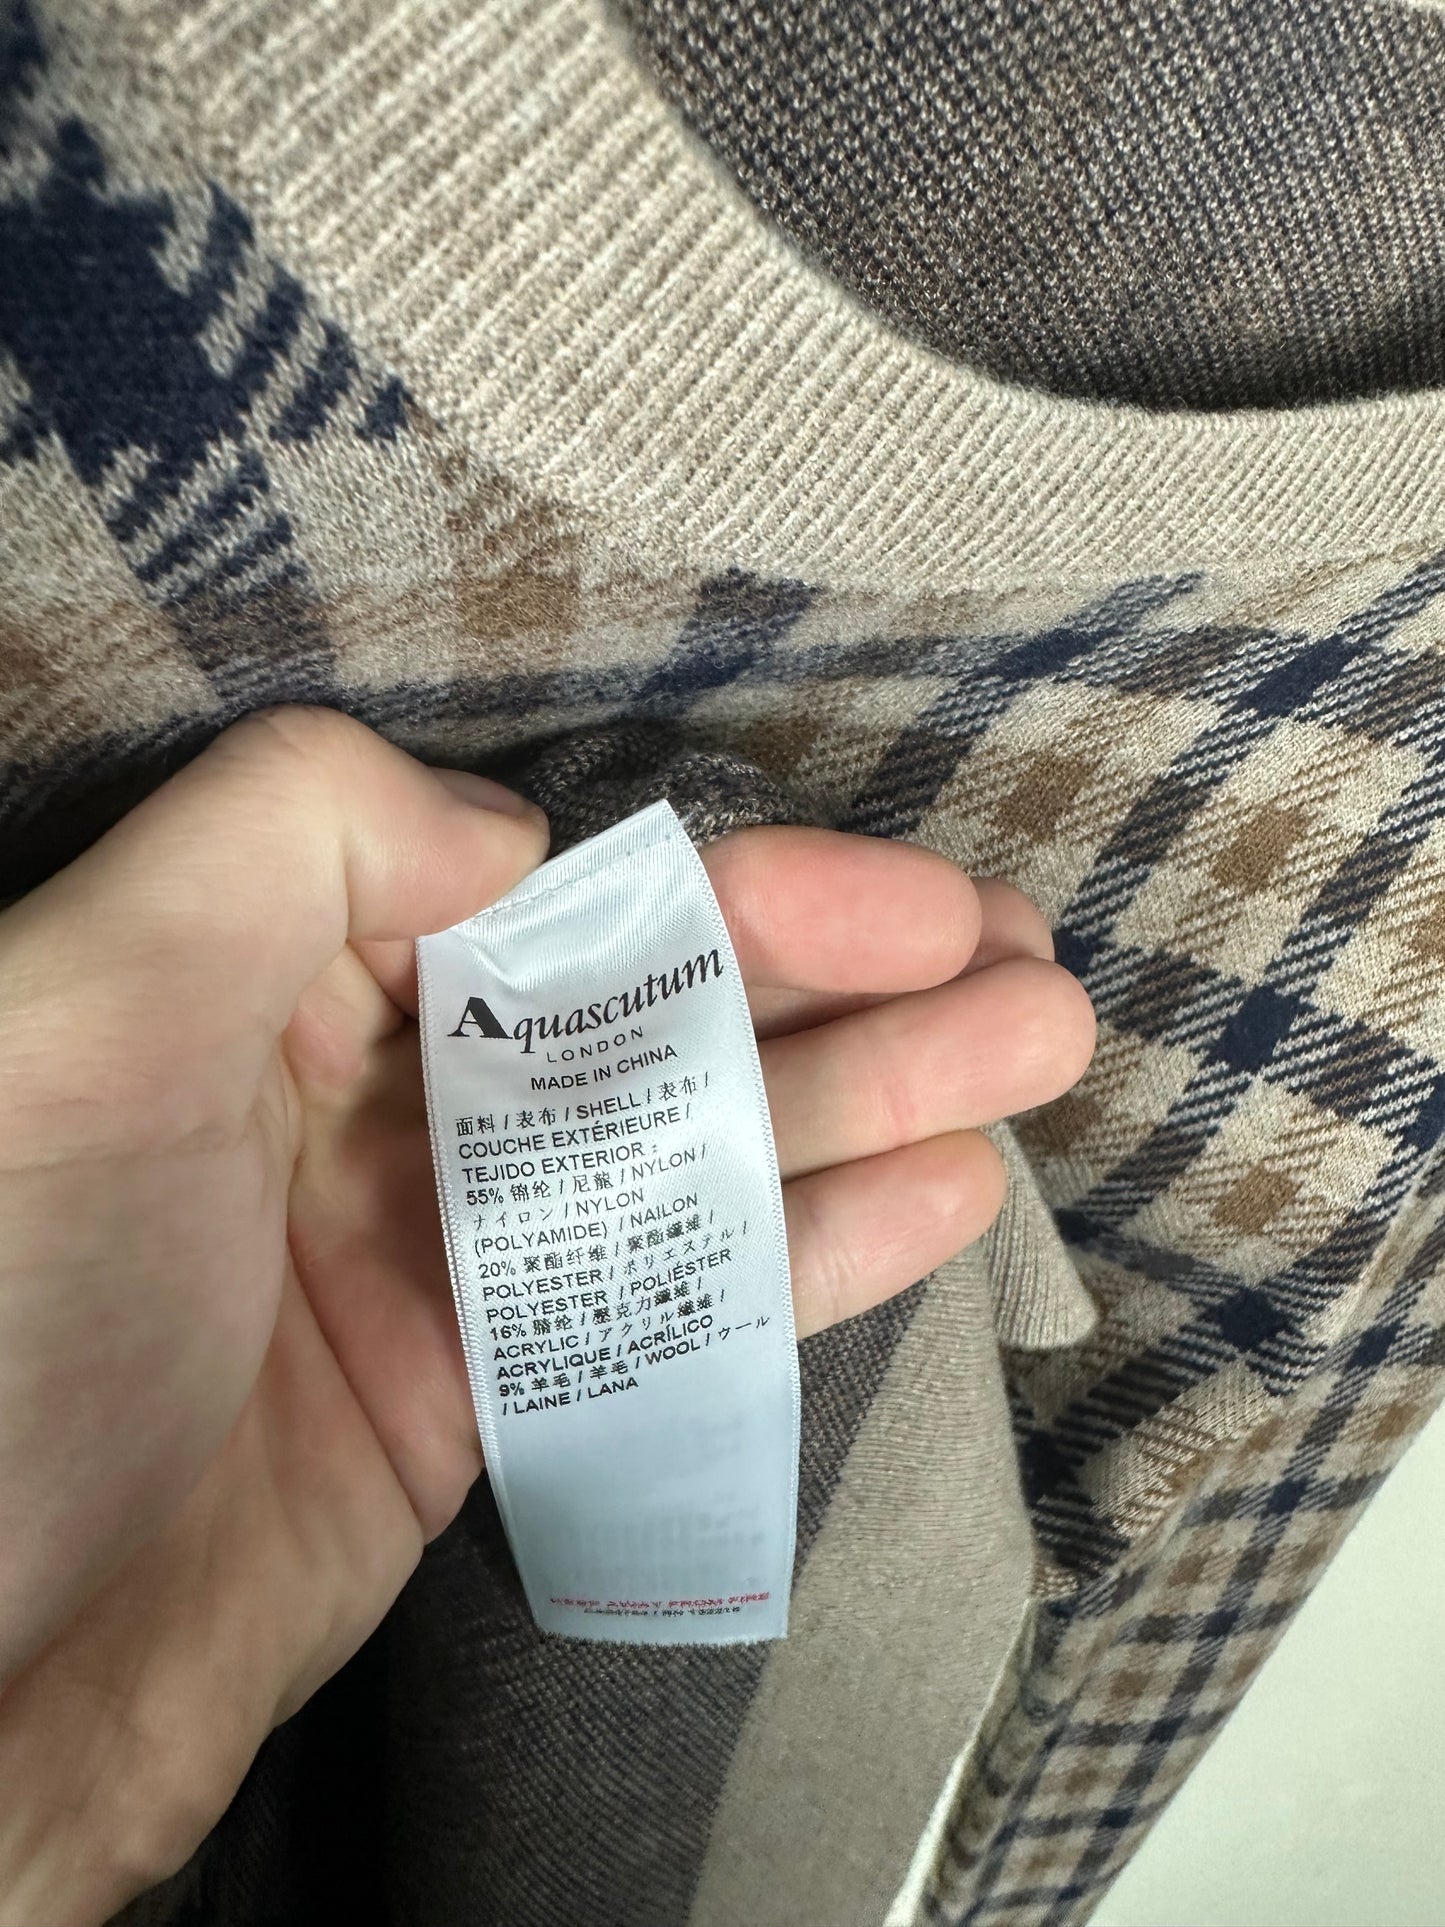 Aquascutum
LONDON
MADE IN CHINA
面料 / 表布 / SHELL / 表布 /
COUCHE EXTÉRIEURE /
TEJIDO EXTERIOR :
55% 锦纶 / 尼龍 / NYLON /
ナイロン / NYLON
(POLYAMIDE) / NAILON
20% 聚酯纤维 / 聚酯纖維 /
POLYESTER / ポリエステル /
POLYESTER / POLIÉSTER
16% 腈纶 / 壓克力纖維 /
ACRYLIC / アクリル繊維 /
ACRYLIQUE / ACRÍLICO
9% 羊毛 / 羊毛 / WOOL / ウール
/ LAINE / LANA